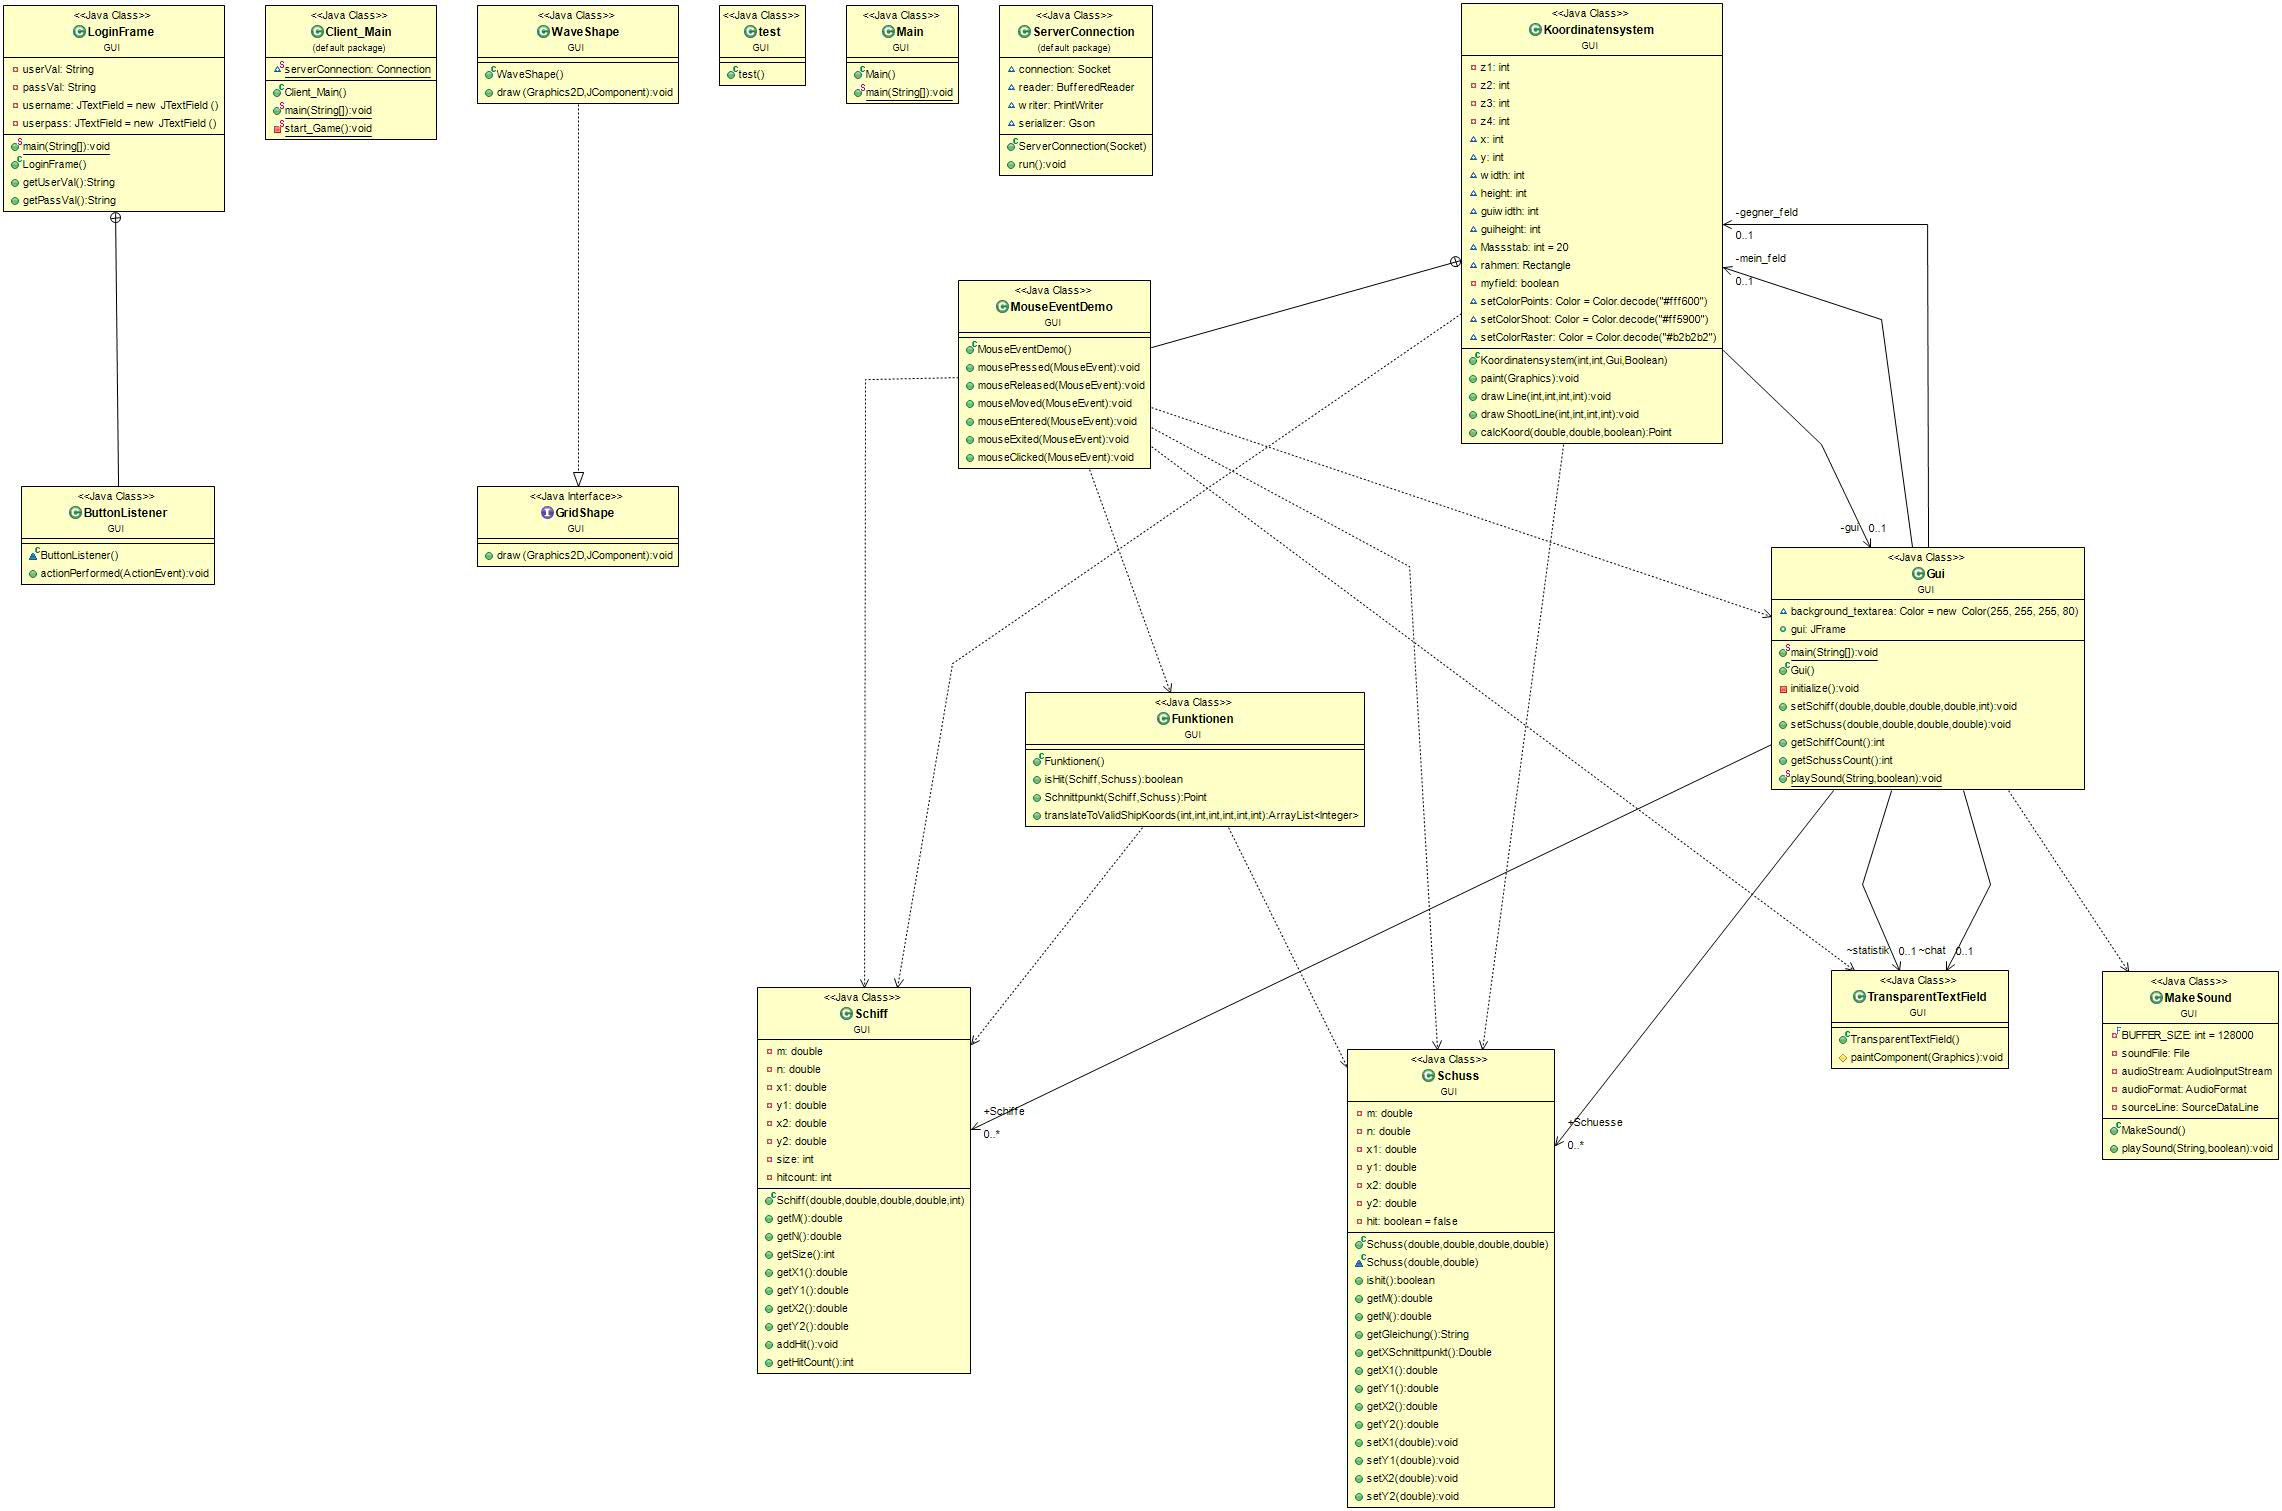 <<Java Class>>
LoginFrame
GUI
userVal: String
passVal: String
username: JTextField = new JTextField ()
userpass: JTextField = new JTextField ()
main(String[]):void
LoginFrame()
getUserVal():String
getPassVal():String
<<Java Class>>
Client_Main
(default package)
serverConnection: Connection
Client_Main()
main(String[]):void
start_Game():void
<<Java Class>>
WaveShape
GUI
WaveShape()
draw (Graphics2D,JComponent):void
<<Java Class>>
test
GUI
test()
<<Java Class>>
Main
GUI
Main()
main(String[]):void
<<Java Class>>
ServerConnection
(default package)
connection: Socket
reader: BufferedReader
w riter: PrintWriter
serializer: Gson
ServerConnection(Socket)
run():void
<<Java Class>>
Koordinatensystem
GUI
z1: int
z2: int
z3: int
z4: int
x: int
y: int
w idth: int
height: int
guiw idth: int
guiheight: int
Massstab: int = 20
rahmen: Rectangle
myfield: boolean
setColorPoints: Color = Color.decode("#fff600")
setColorShoot: Color = Color.decode("#ff5900")
setColorRaster: Color = Color.decode("#b2b2b2")
Koordinatensystem(int,int,Gui,Boolean)
paint(Graphics):void
draw Line(int,int,int,int):void
draw ShootLine(int,int,int,int):void
calcKoord(double,double,boolean):Point
-gegner_feld
0..1
-mein_feld
0..1
<<Java Class>>
MouseEventDemo
GUI
MouseEventDemo()
mousePressed(MouseEvent):void
mouseReleased(MouseEvent):void
mouseMoved(MouseEvent):void
mouseEntered(MouseEvent):void
mouseExited(MouseEvent):void
mouseClicked(MouseEvent):void
<<Java Class>>
ButtonListener
GUI
ButtonListener()
actionPerformed(ActionEvent):void
<<Java Interface>>
GridShape
GUI
draw (Graphics2D,JComponent):void
-gui 0..1
<<Java Class>>
Gui
GUI
background_textarea: Color = new Color(255, 255, 255, 80)
gui: JFrame
main(String[]):void
Gui()
initialize():void
setSchiff(double,double,double,double,int):void
setSchuss(double,double,double,double):void
getSchiffCount():int
getSchussCount():int
playSound(String,boolean):void
<<Java Class>>
Funktionen
GUI
Funktionen()
isHit(Schiff,Schuss):boolean
Schnittpunkt(Schiff,Schuss):Point
translateToValidShipKoords(int,int,int,int,int,int):ArrayList<Integer>
~statistik 0..1 ~chat 0..1
<<Java Class>>
TransparentTextField
GUI
TransparentTextField()
paintComponent(Graphics):void
<<Java Class>>
MakeSound
GUI
BUFFER_SIZE: int = 128000
soundFile: File
audioStream: AudioInputStream
audioFormat: AudioFormat
sourceLine: SourceDataLine
MakeSound()
playSound(String,boolean):void
<<Java Class>>
Schiff
GUI
m: double
n: double
x1: double
y1: double
x2: double
y2: double
size: int
hitcount: int
Schiff(double,double,double,double,int)
getM():double
getN():double
getSize():int
getX1():double
getY1():double
getX2():double
getY2():double
addHit():void
getHitCount():int
+Schiffe
0..*
<<Java Class>>
Schuss
GUI
m: double
n: double
x1: double
y1: double
x2: double
y2: double
hit: boolean = false
Schuss(double,double,double,double)
Schuss(double,double)
ishit():boolean
getM():double
getN():double
getGleichung():String
getXSchnittpunkt():Double
getX1():double
getY1():double
getX2():double
getY2():double
setX1(double):void
setY1(double):void
setX2(double):void
setY2(double):void
+Schuesse
0..*